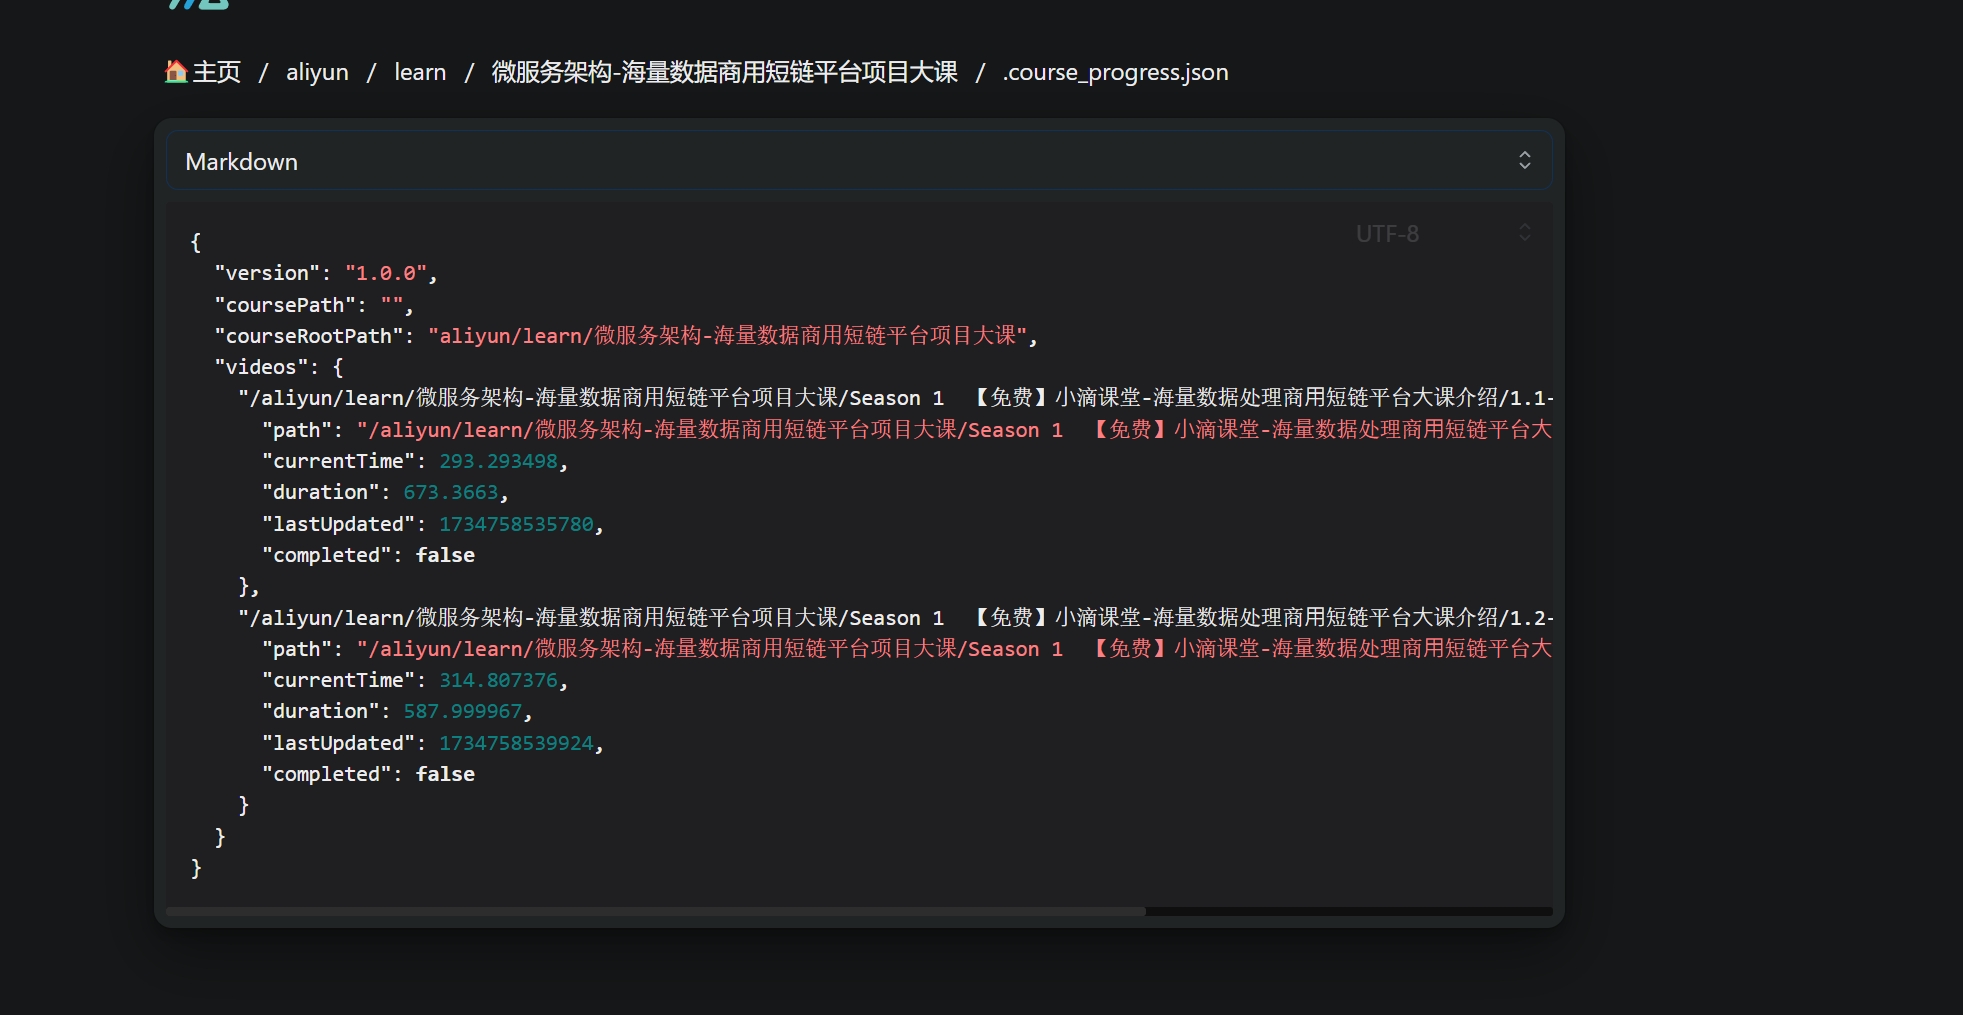 主页 / aliyun / learn / 微服务架构-海量数据商用短链平台项目大课 / .course_progress.json
Markdown
UTF-8
{
"version": "1.0.0",
"coursePath": "",
"courseRootPath": "aliyun/learn/微服务架构-海量数据商用短链平台项目大课",
"videos": {
"/aliyun/learn/微服务架构-海量数据商用短链平台项目大课/Season 1 【免费】小滴课堂-海量数据处理商用短链平台大课介绍/1.1-
"path": "/aliyun/learn/微服务架构-海量数据商用短链平台项目大课/Season 1 【免费】小滴课堂-海量数据处理商用短链平台大
"currentTime": 293.293498,
"duration": 673.3663,
"lastUpdated": 1734758535780,
"completed": false
},
"/aliyun/learn/微服务架构-海量数据商用短链平台项目大课/Season 1 【免费】小滴课堂-海量数据处理商用短链平台大课介绍/1.2-
"path": "/aliyun/learn/微服务架构-海量数据商用短链平台项目大课/Season 1 【免费】小滴课堂-海量数据处理商用短链平台大
"currentTime": 314.807376,
"duration": 587.999967,
"lastUpdated": 1734758539924,
"completed": false
}
}
}